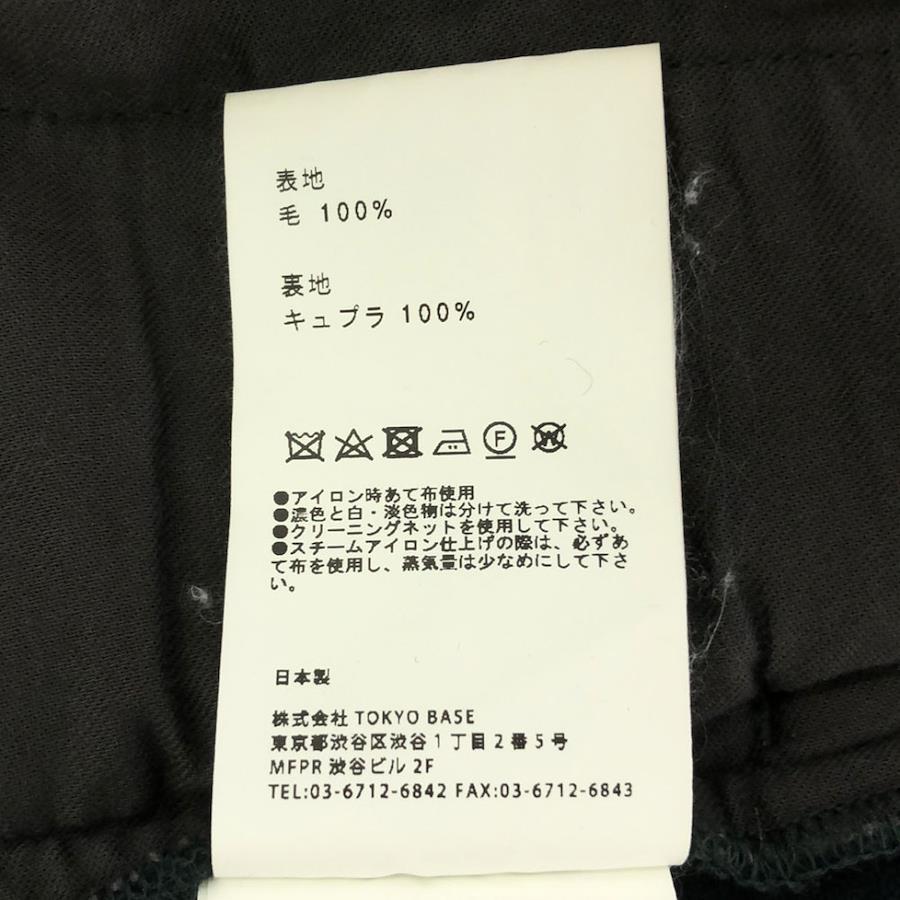 表地
毛 100%
裏地
キュプラ 100%
F
W
●アイロン時あて布使用
●濃色と白・淡色物は分けて洗って下さい。
●クリーニングネットを使用して下さい。
●スチームアイロン仕上げの際は、必ずあ
て布を使用し、蒸気量は少なめにして下さ
い。
日本製
株式会社 TOKYO BASE
東京都渋谷区渋谷1丁目2番5号
MFPR 渋谷ビル 2F
TEL:03-6712-6842 FAX:03-6712-6843